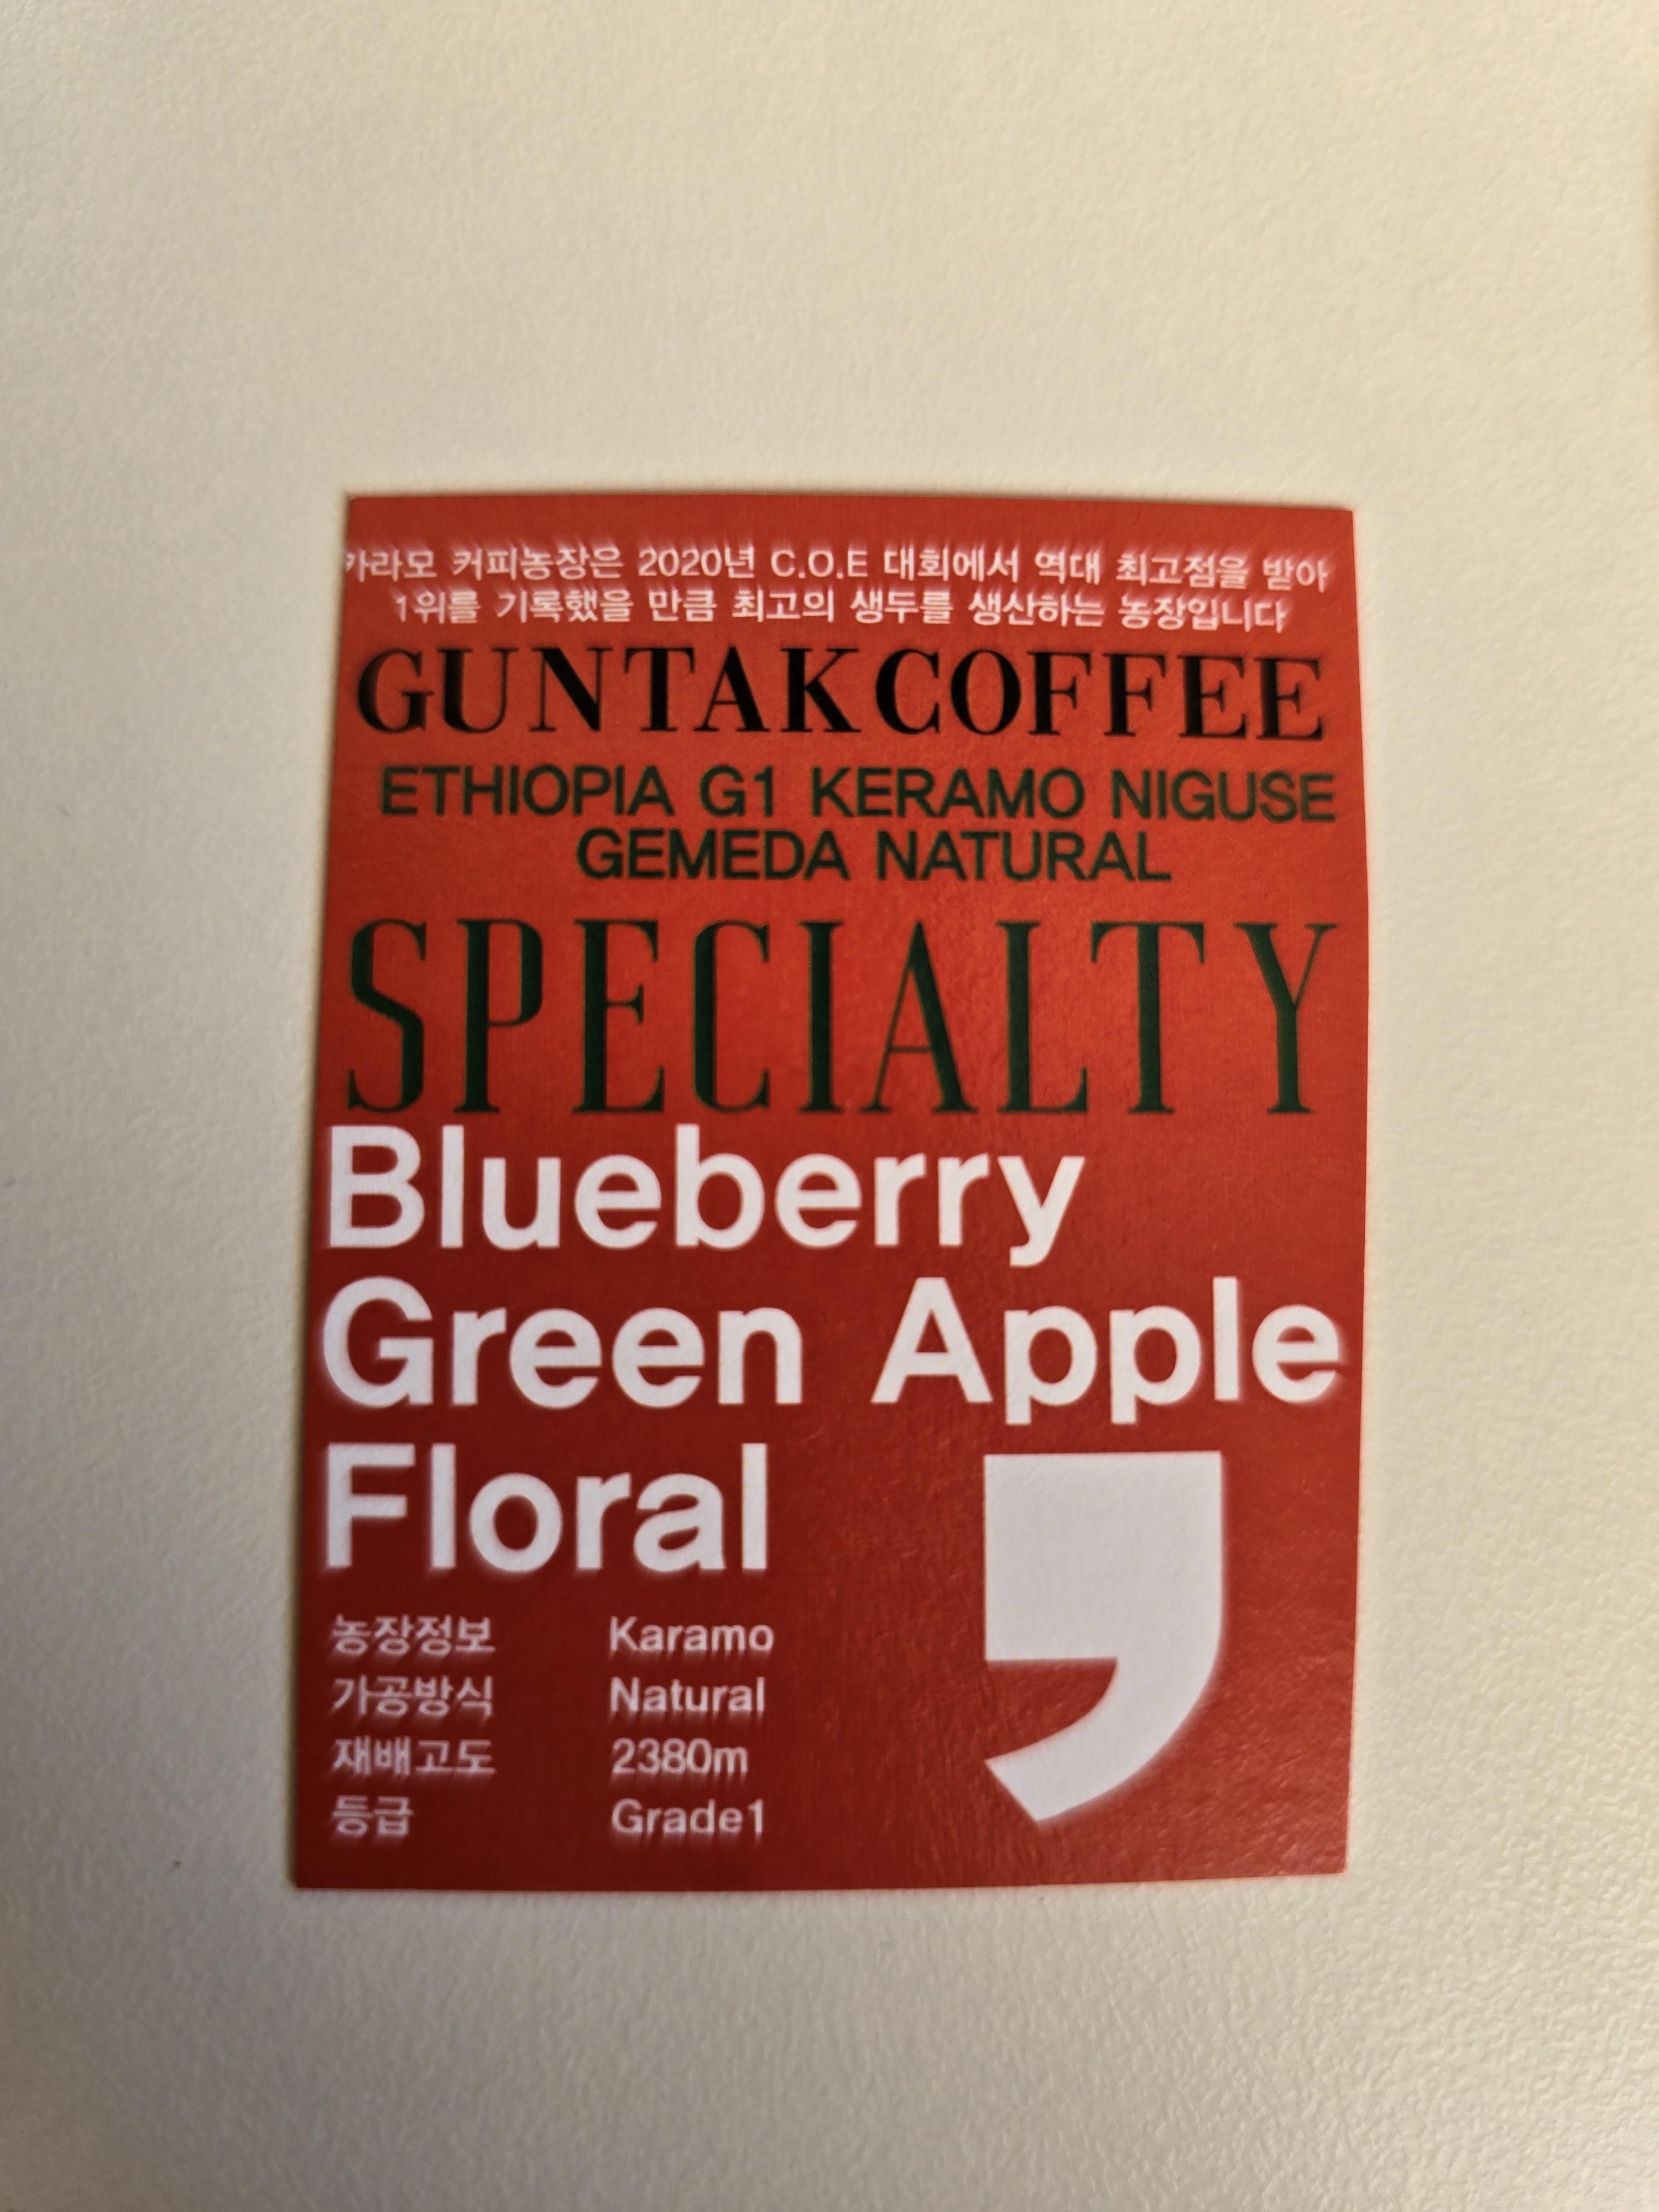 카라모 커피농장은 2020년 C.O.E 대회에서 역대 최고점을 받아
1위를 기록했을 만큼 최고의 생두를 생산하는 농장입니다
GUNTAK COFFEE
ETHIOPIA G1 KERAMO NIGUSE
GEMEDA NATURAL
SPECIALTY
Blueberry
Green Apple
Floral
농장정보 Karamo
가공방식 Natural
재배고도 2380m
등급 Grade1